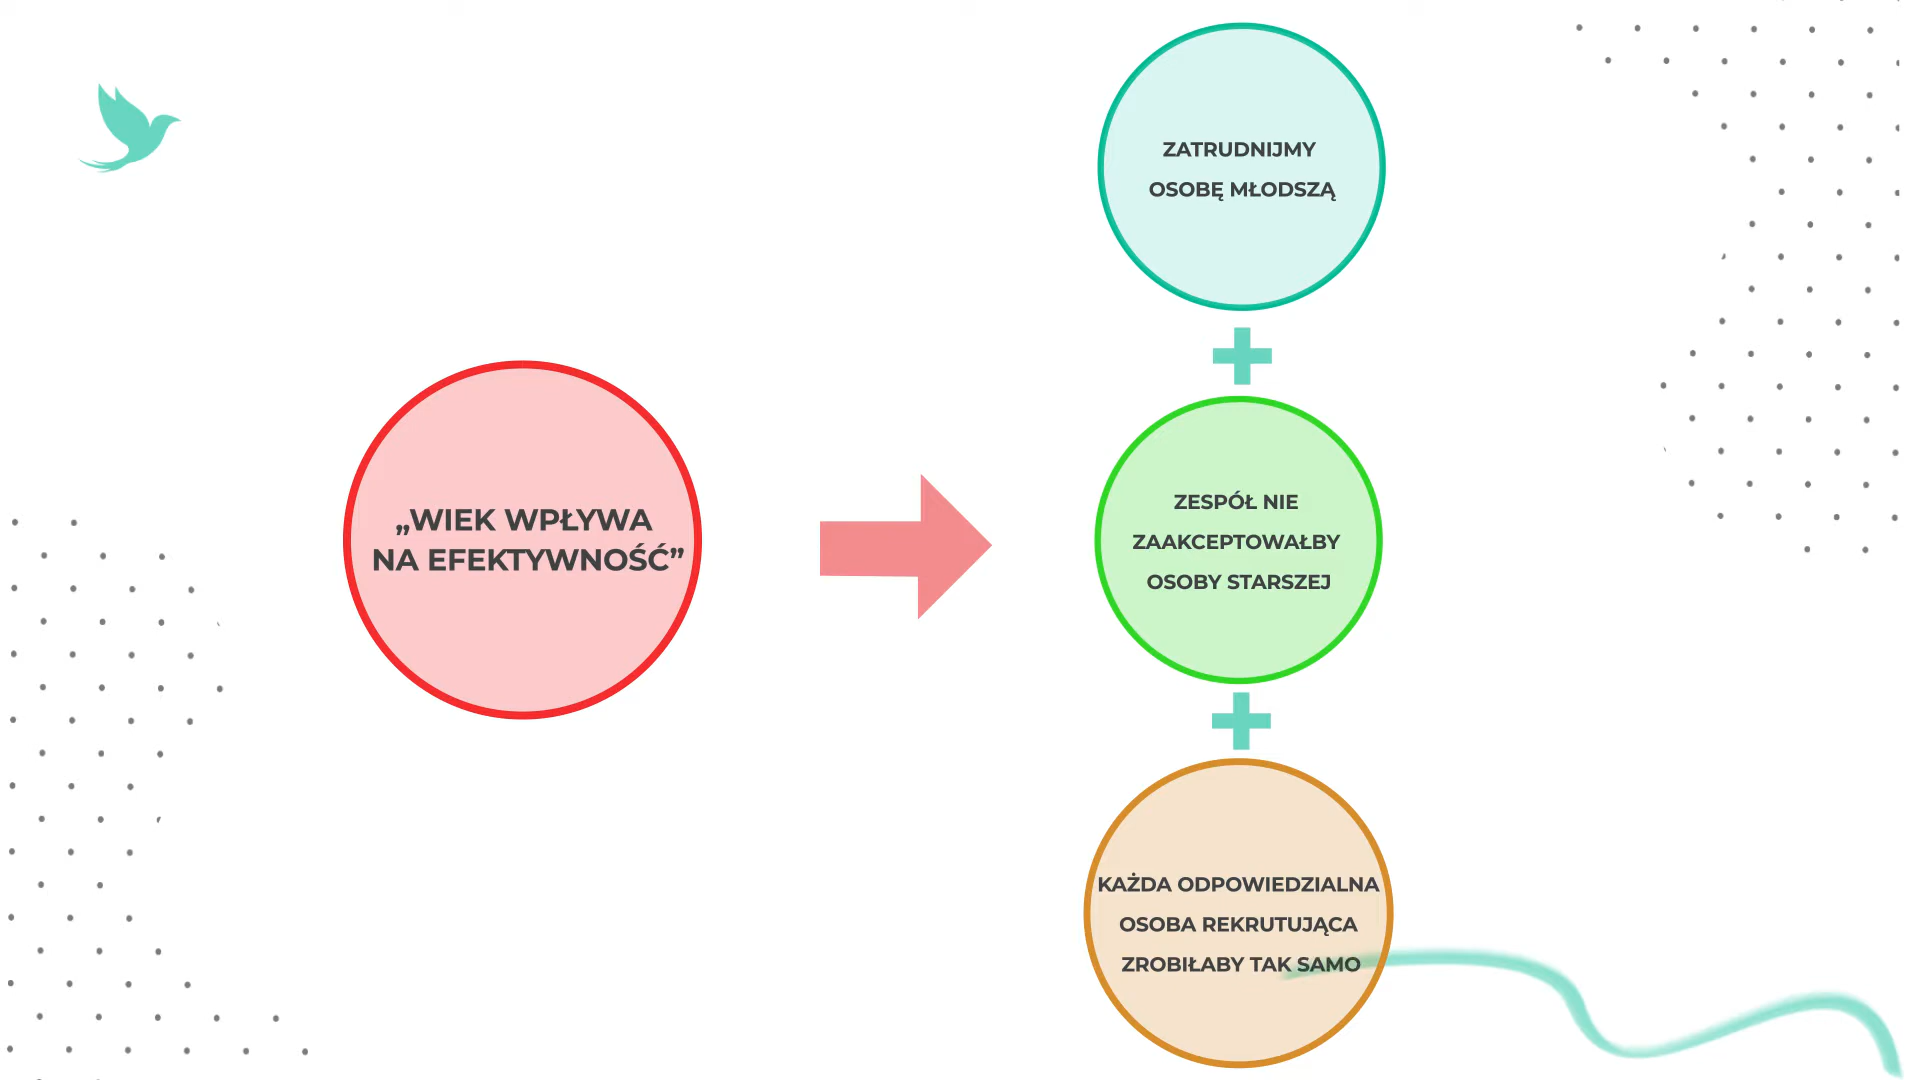 „WIEK WPŁYWA
NA EFEKTYWNOŚĆ”
ZATRUDNIJMY
OSOBĘ MŁODSZĄ
ZESPÓŁ NIE
ZAAKCEPTOWAŁBY
OSOBY STARSZEJ
KAŻDA ODPOWIEDZIALNA
OSOBA REKRUTUJĄCA
ZROBIŁABY TAK SAMO